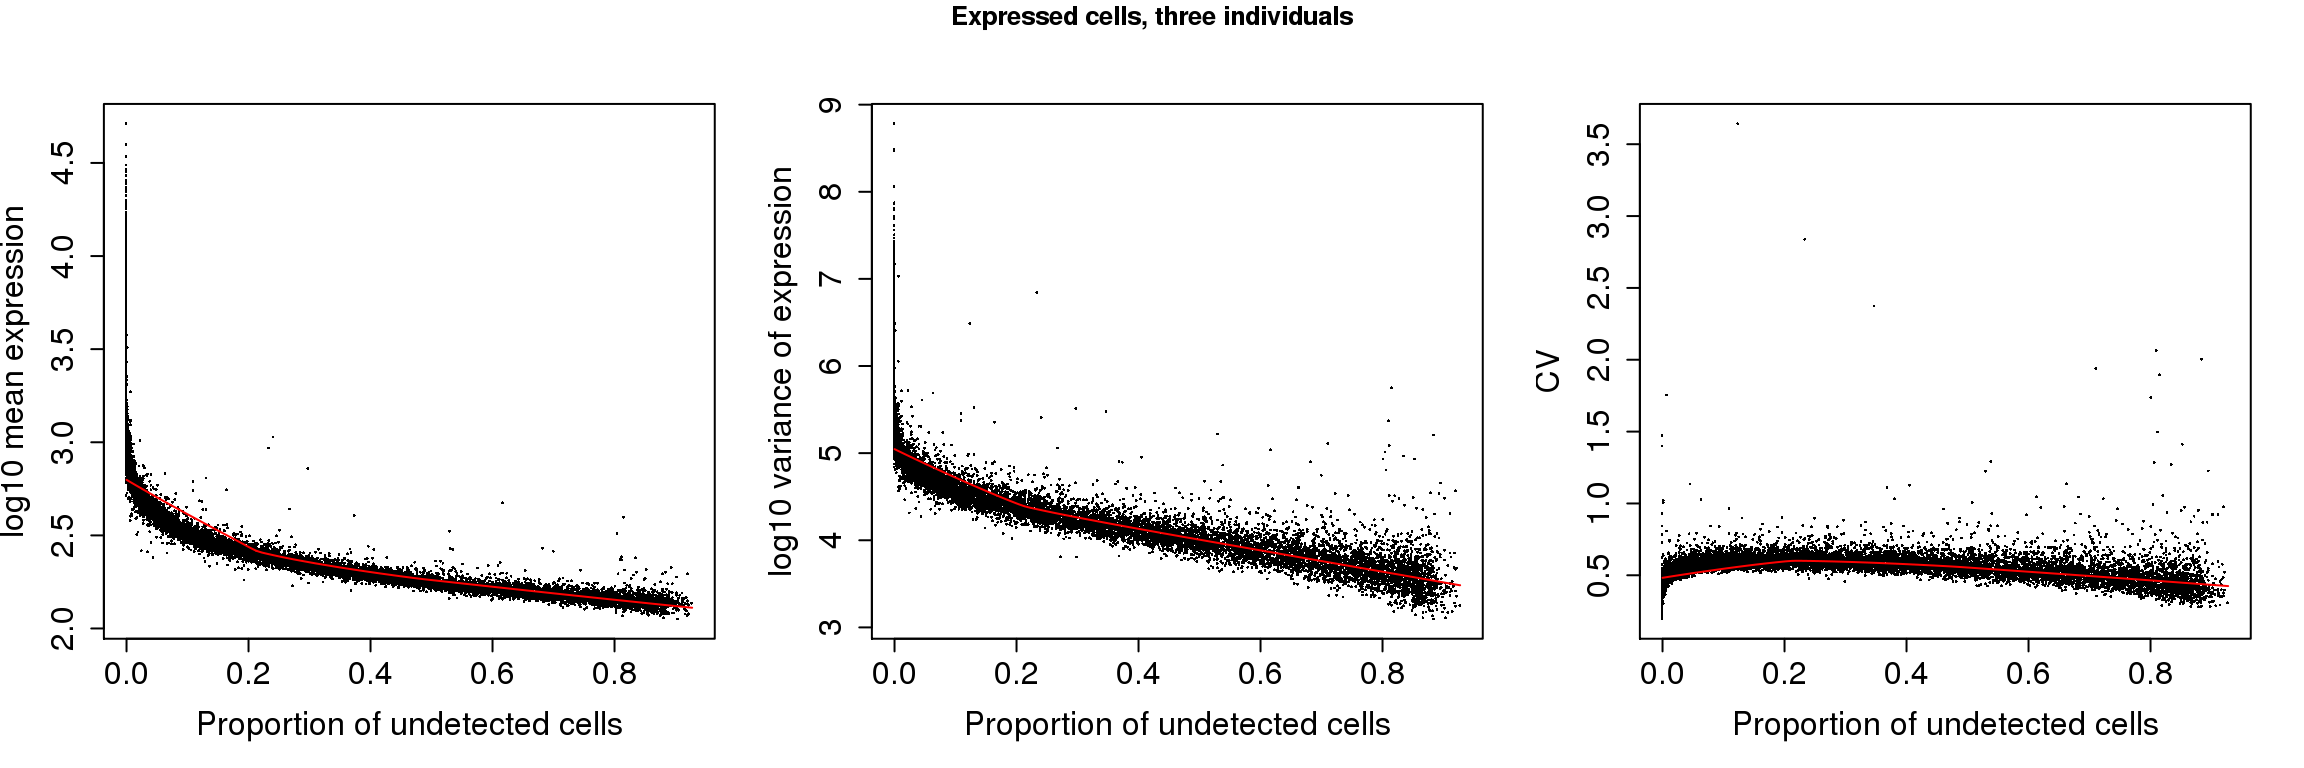 Expressed cells, three individuals
log10 mean expression
2.0 2.5 3.0 3.5 4.0 4.5
0.0 0.2 0.4 0.6 0.8
Proportion of undetected cells
log10 variance of expression
3 4 5 6 7 8 9
0.0 0.2 0.4 0.6 0.8
Proportion of undetected cells
CV
0.5 1.0 1.5 2.0 2.5 3.0 3.5
0.0 0.2 0.4 0.6 0.8
Proportion of undetected cells